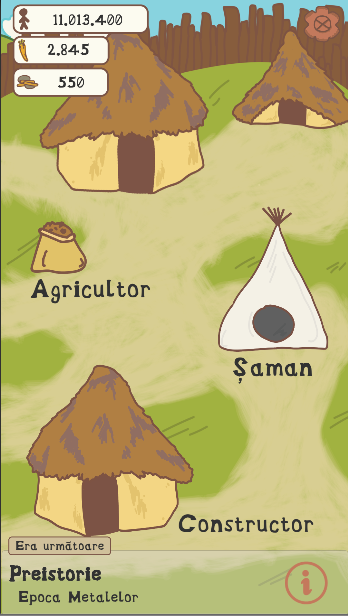 11.013.400
2.845
550
Agricultor
Șaman
Constructor
Era următoare
Preistorie
Epoca Metalelor
i